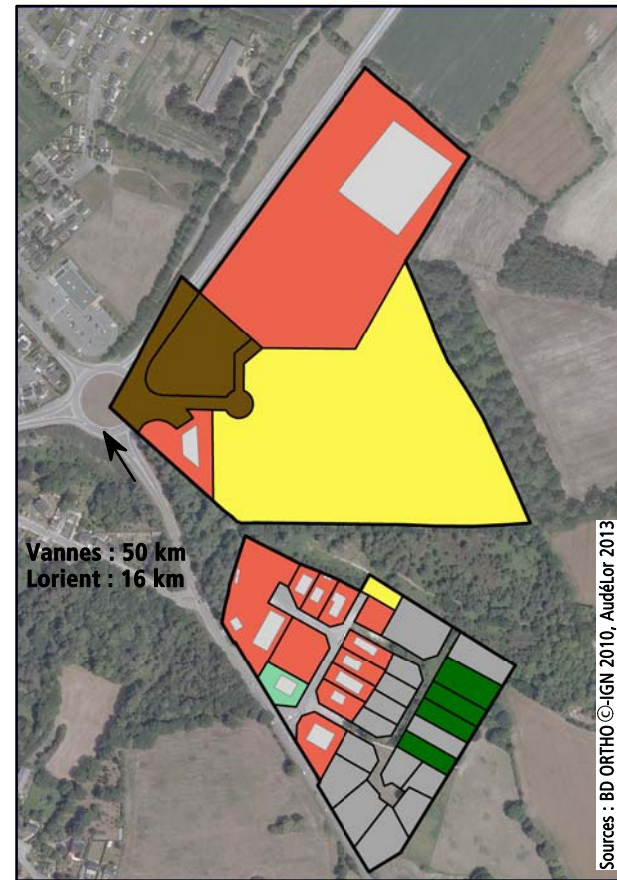 Vannes : 50 km
Lorient : 16 km
Sources : BD ORTHO ©-IGN 2010, AudéLor 2013